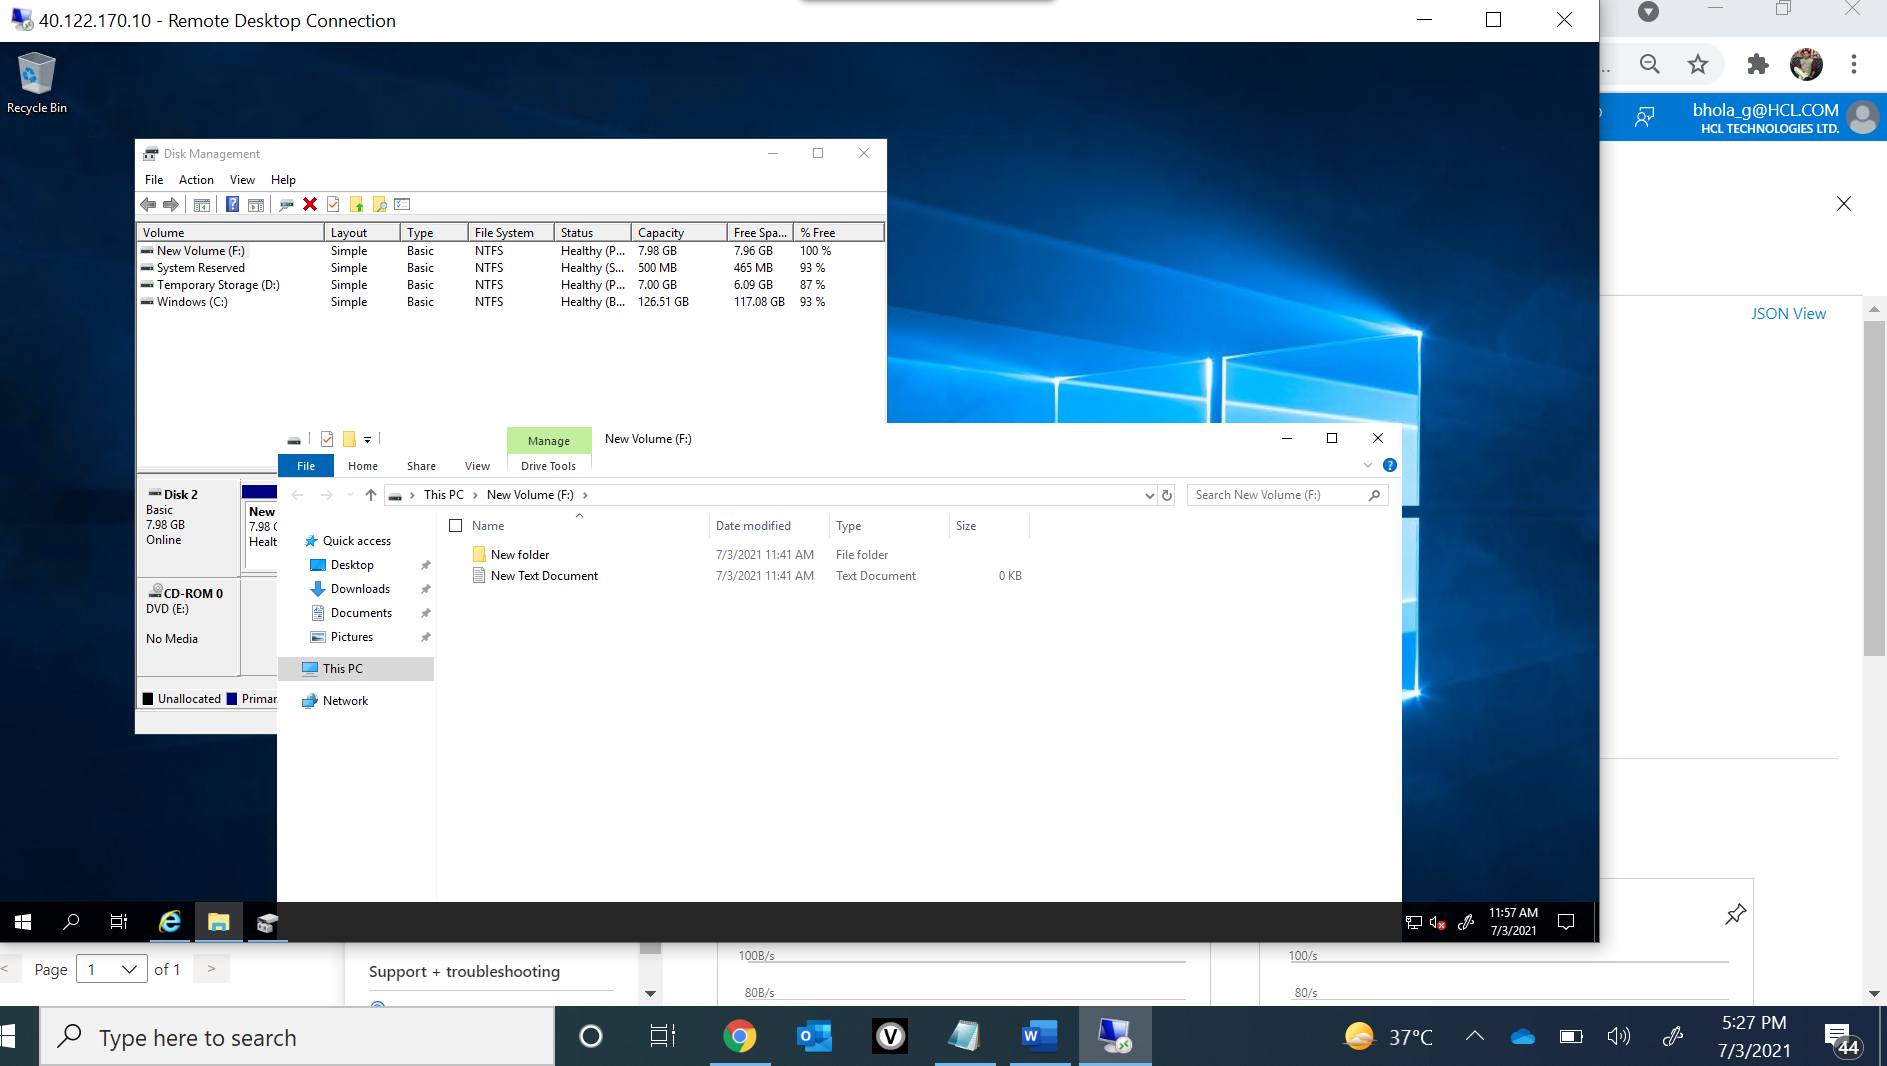 40.122.170.10 - Remote Desktop Connection
Recycle Bin
bhola_g@HCL.COM
HCL TECHNOLOGIES LTD.
JSON View
Disk Management
File Action View Help
Volume Layout Type File System Status Capacity Free Spa... % Free
New Volume (F:) Simple Basic NTFS Healthy (P... 7.98 GB 7.96 GB 100 %
System Reserved Simple Basic NTFS Healthy (S... 500 MB 465 MB 93 %
Temporary Storage (D:) Simple Basic NTFS Healthy (P... 7.00 GB 6.09 GB 87 %
Windows (C:) Simple Basic NTFS Healthy (B... 126.51 GB 117.08 GB 93 %
Disk 2
Basic
7.98 GB
Online
New
7.98 G
Healt
CD-ROM 0
DVD (E:)
No Media
Unallocated Primar
Manage New Volume (F:)
File Home Share View Drive Tools
This PC > New Volume (F:) >
Search New Volume (F:)
Name Date modified Type Size
New folder 7/3/2021 11:41 AM File folder
New Text Document 7/3/2021 11:41 AM Text Document 0 KB
Quick access
Desktop
Downloads
Documents
Pictures
This PC
Network
11:57 AM
7/3/2021
Page 1 of 1 >
Support + troubleshooting
100B/s
80B/s
100/s
80/s
Type here to search
37°C
5:27 PM
7/3/2021
44